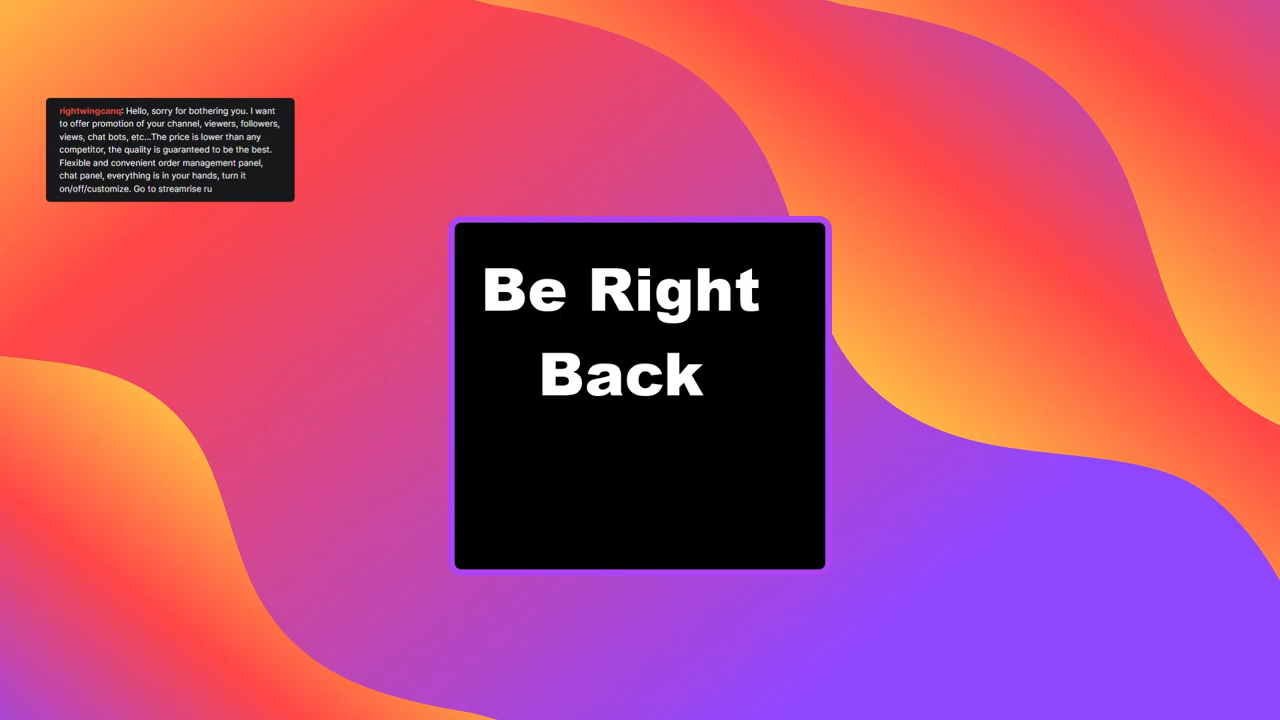 rightwingcanq: Hello, sorry for bothering you. I want
to offer promotion of your channel, viewers, followers,
views, chat bots, etc...The price is lower than any
competitor, the quality is guaranteed to be the best.
Flexible and convenient order management panel,
chat panel, everything is in your hands, turn it
on/off/customize. Go to streamrise ru
Be Right
Back